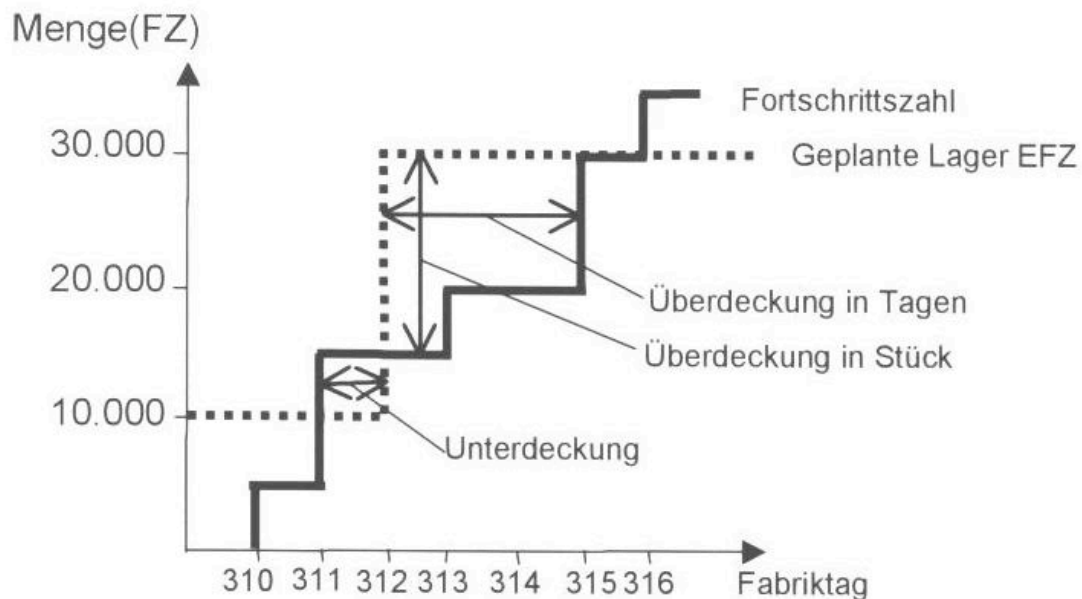 Menge(FZ)
Fortschrittszahl
30.000
Geplante Lager EFZ
20.000
Überdeckung in Tagen
Überdeckung in Stück
10.000
Unterdeckung
310 311 312 313 314 315 316 Fabriktag